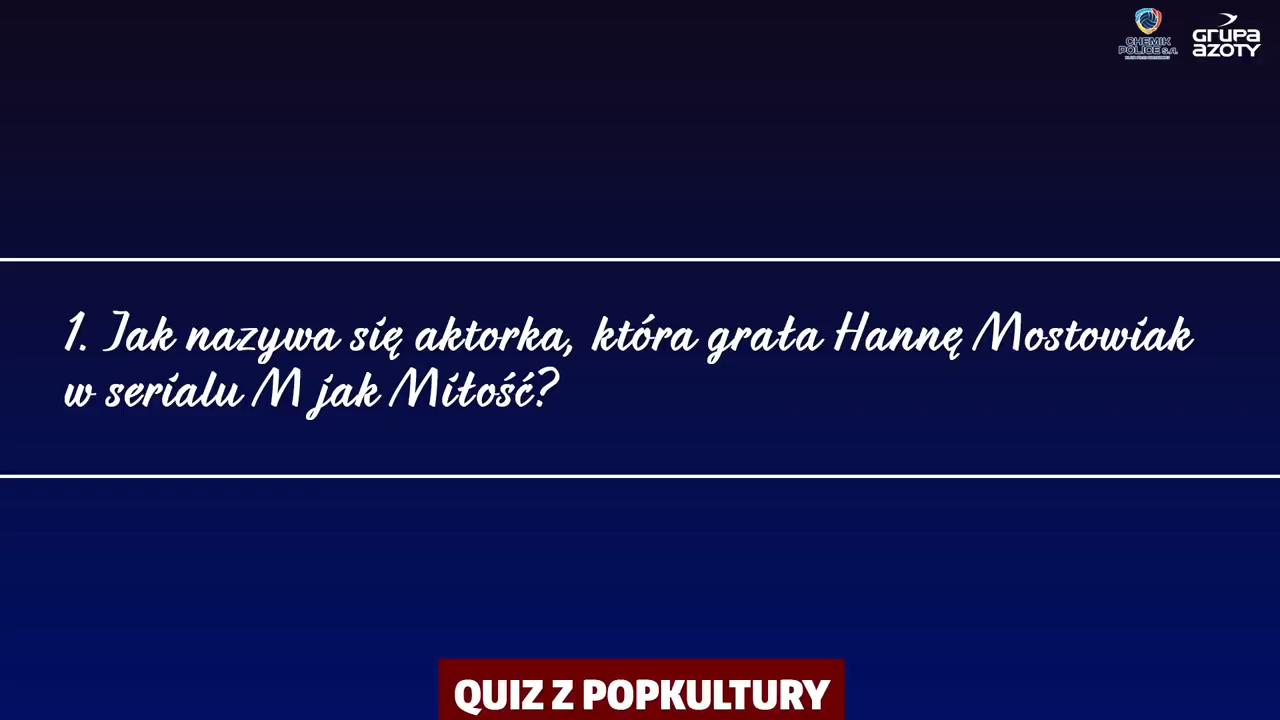 CHEMIK
POLICE S.A.
GRUPA
AZOTY
1. Jak nazywa się aktorka, która grała Hannę Mostowiak
w serialu M jak Miłość?
QUIZ Z POPKULTURY